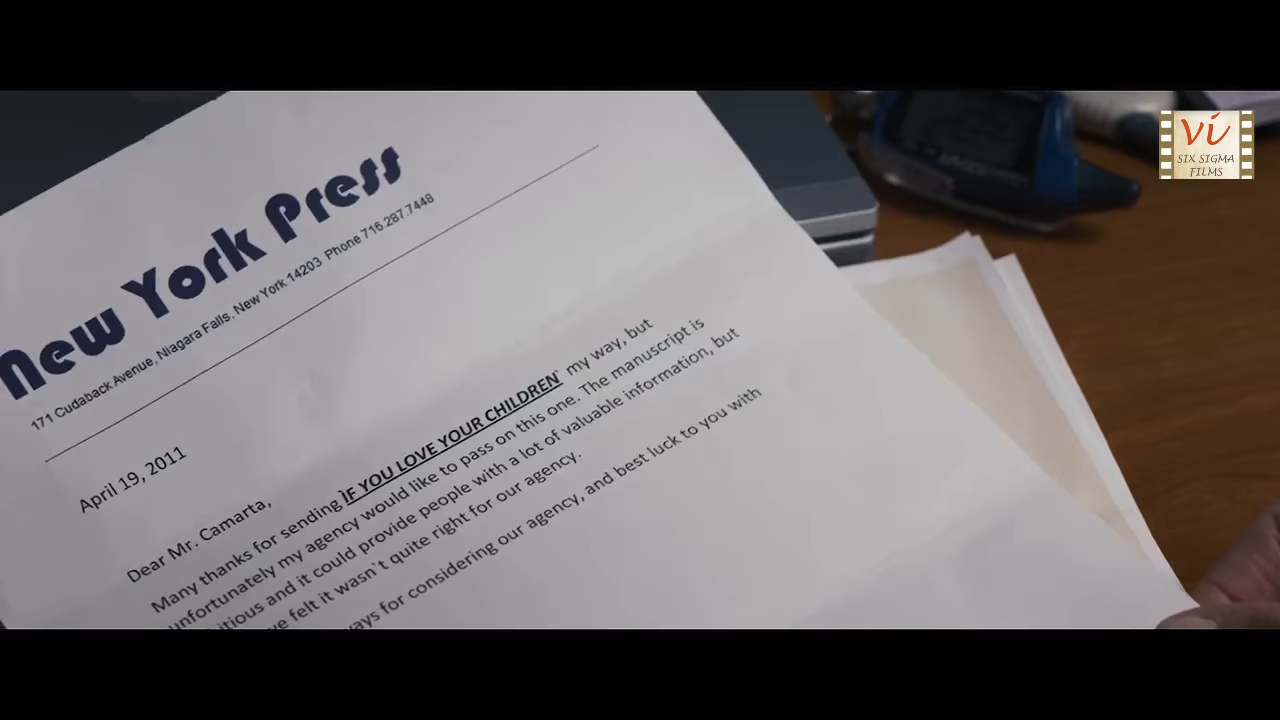 New York Press
171 Cudaback Avenue, Niagara Falls, New York 14203 Phone 716.287.7448
April 19, 2011
Dear Mr. Camarta,
Many thanks for sending `IF YOU LOVE YOUR CHILDREN` my way, but
unfortunately my agency would like to pass on this one. The manuscript is
and it could provide people with a lot of valuable information, but
felt it wasn`t quite right for our agency.
for considering our agency, and best luck to you with
vi
SIX SIGMA
FILMS